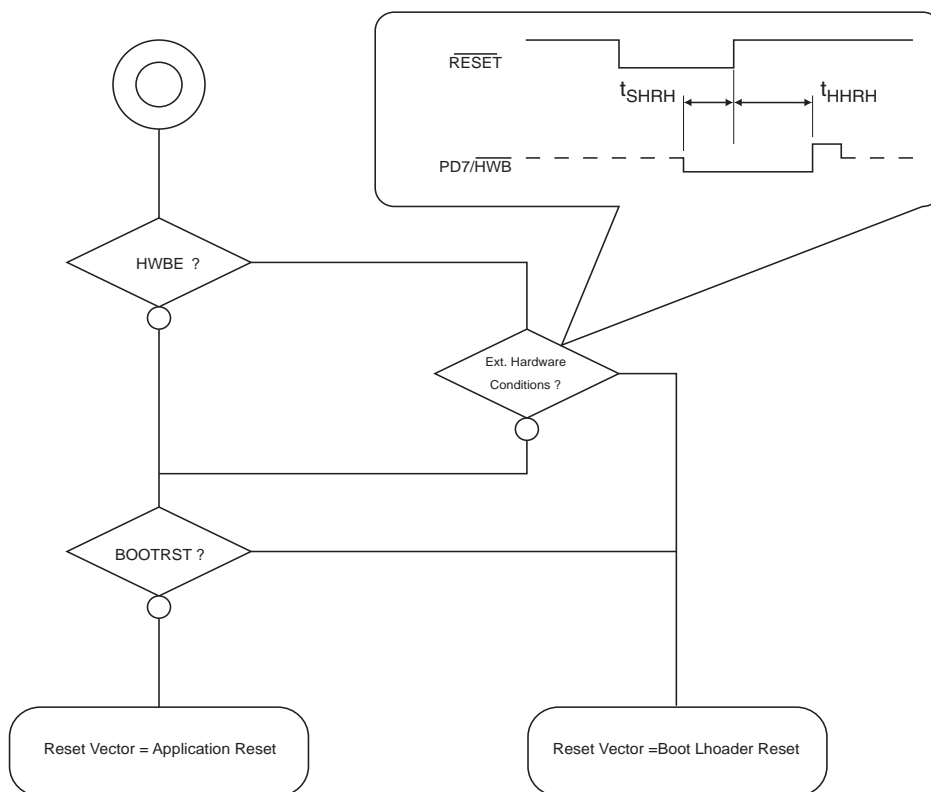 RESET
tSHRH
tHHRH
PD7/HWB
HWBE ?
Ext. Hardware
Conditions ?
BOOTRST ?
Reset Vector = Application Reset
Reset Vector =Boot Lhoader Reset